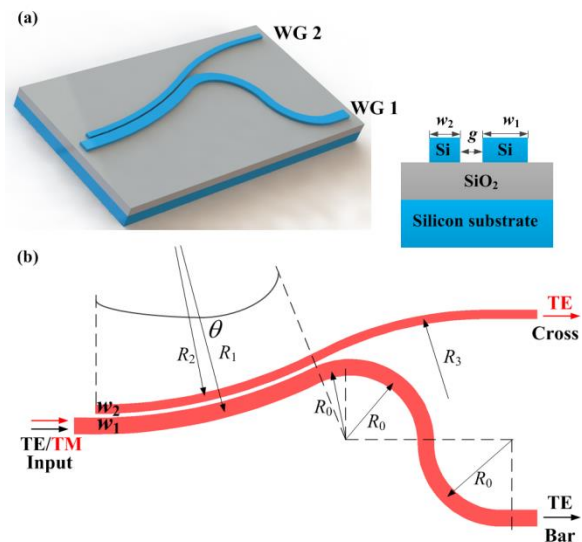 (a)
WG 2
WG 1
w₂
g
w₁
Si
Si
SiO₂
Silicon substrate
(b)
θ
R₂
R₁
TE
Cross
R₃
w₂
w₁
R₀
R₀
TE/TM
Input
R₀
TE
Bar